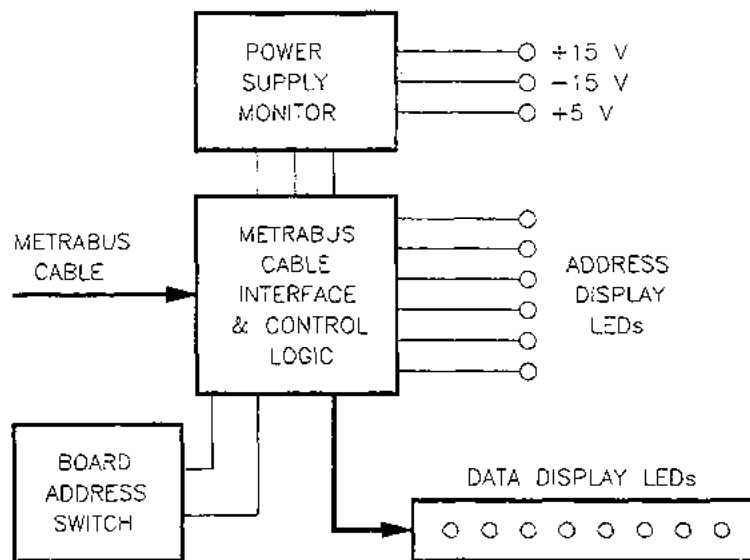 POWER
SUPPLY
MONITOR
+15 V
-15 V
+5 V
METRABUS
CABLE
METRABUS
CABLE
INTERFACE
& CONTROL
LOGIC
ADDRESS
DISPLAY
LEDs
BOARD
ADDRESS
SWITCH
DATA DISPLAY LEDs